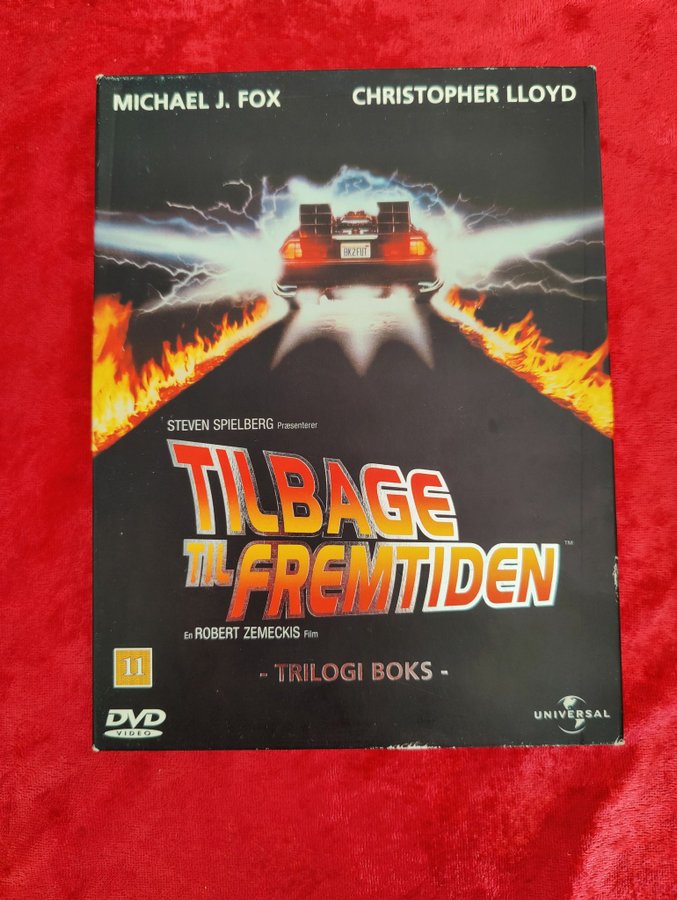 MICHAEL J. FOX CHRISTOPHER LLOYD
BK2FUT
STEVEN SPIELBERG Præsenterer
TILBAGE
TIL FREMTIDEN™
En ROBERT ZEMECKIS Film
- TRILOGI BOKS -
11
DVD
VIDEO
UNIVERSAL